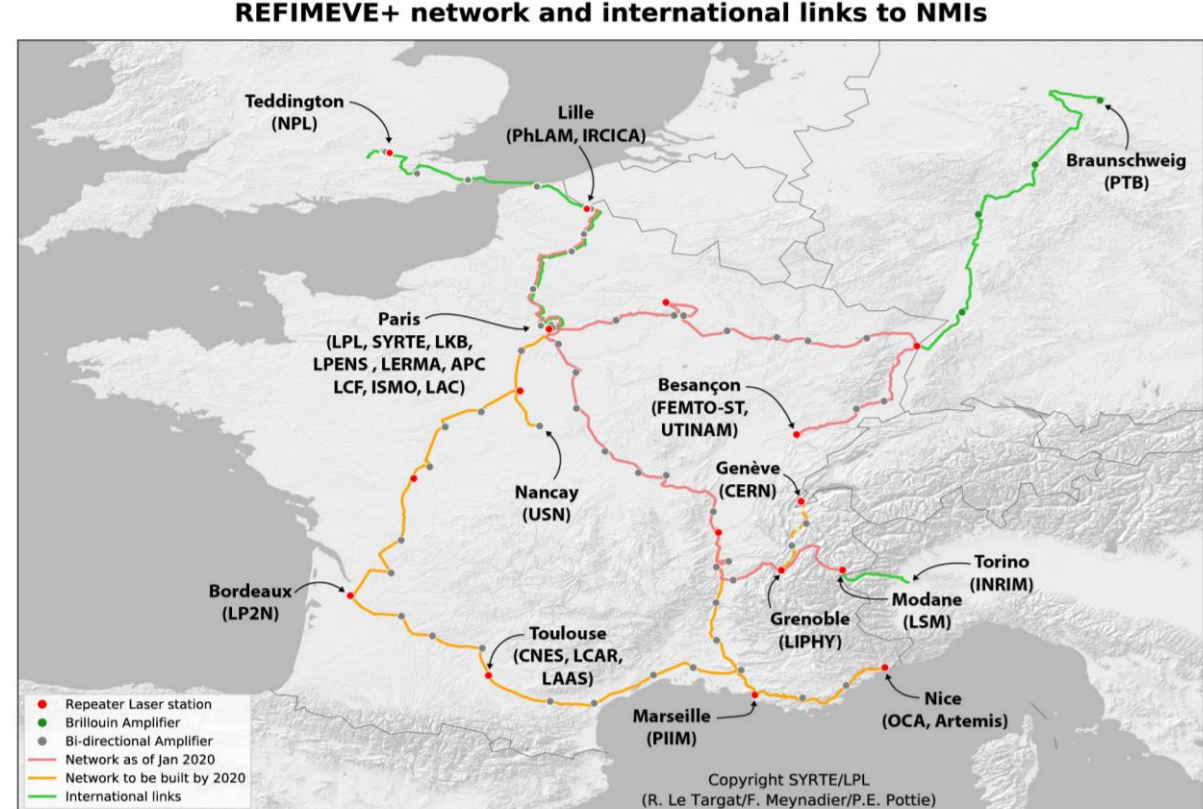 REFIMEVE+ network and international links to NMIs
Teddington
(NPL)
Lille
(PhLAM, IRCICA)
Braunschweig
(PTB)
Paris
(LPL, SYRTE, LKB,
LPENS , LERMA, APC
LCF, ISMO, LAC)
Besançon
(FEMTO-ST,
UTINAM)
Genève
(CERN)
Nancay
(USN)
Torino
(INRIM)
Bordeaux
(LP2N)
Modane
(LSM)
Grenoble
(LIPHY)
Toulouse
(CNES, LCAR,
LAAS)
Nice
(OCA, Artemis)
Marseille
(PIIM)
Repeater Laser station
Brillouin Amplifier
Bi-directional Amplifier
Network as of Jan 2020
Network to be built by 2020
International links
Copyright SYRTE/LPL
(R. Le Targat/F. Meynadier/P.E. Pottie)